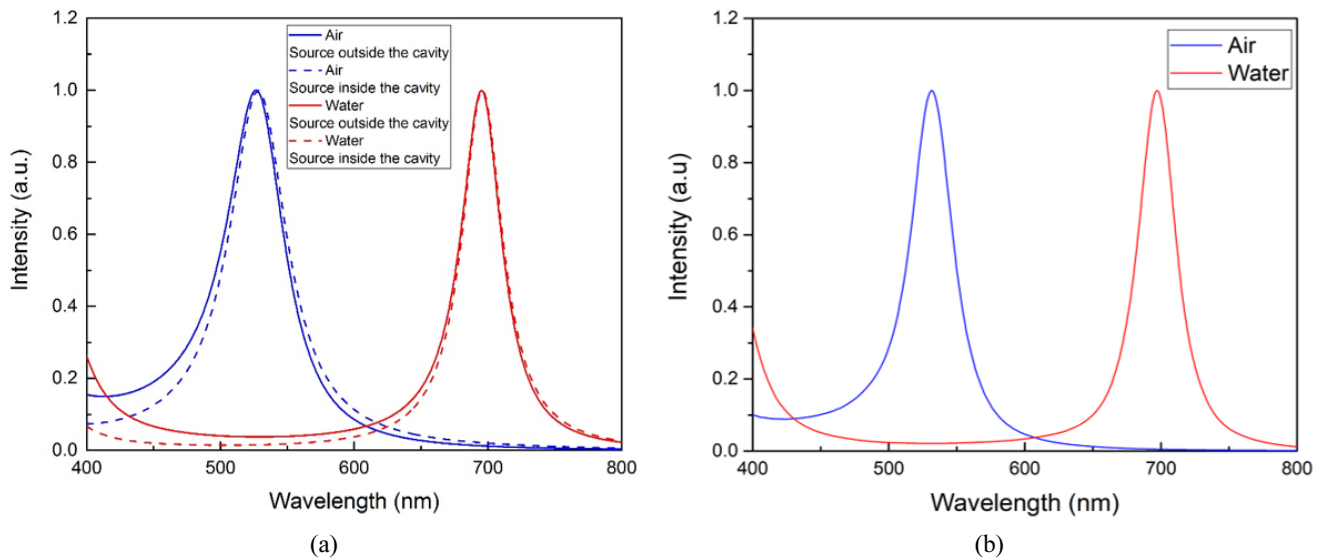 1.2
1.0
0.8
0.6
0.4
0.2
0.0
Intensity (a.u.)
Air
Source outside the cavity
Air
Source inside the cavity
Water
Source outside the cavity
Water
Source inside the cavity
400 500 600 700 800
Wavelength (nm)
(a)
1.2
1.0
0.8
0.6
0.4
0.2
0.0
Intensity (a.u)
Air
Water
400 500 600 700 800
Wavelength (nm)
(b)